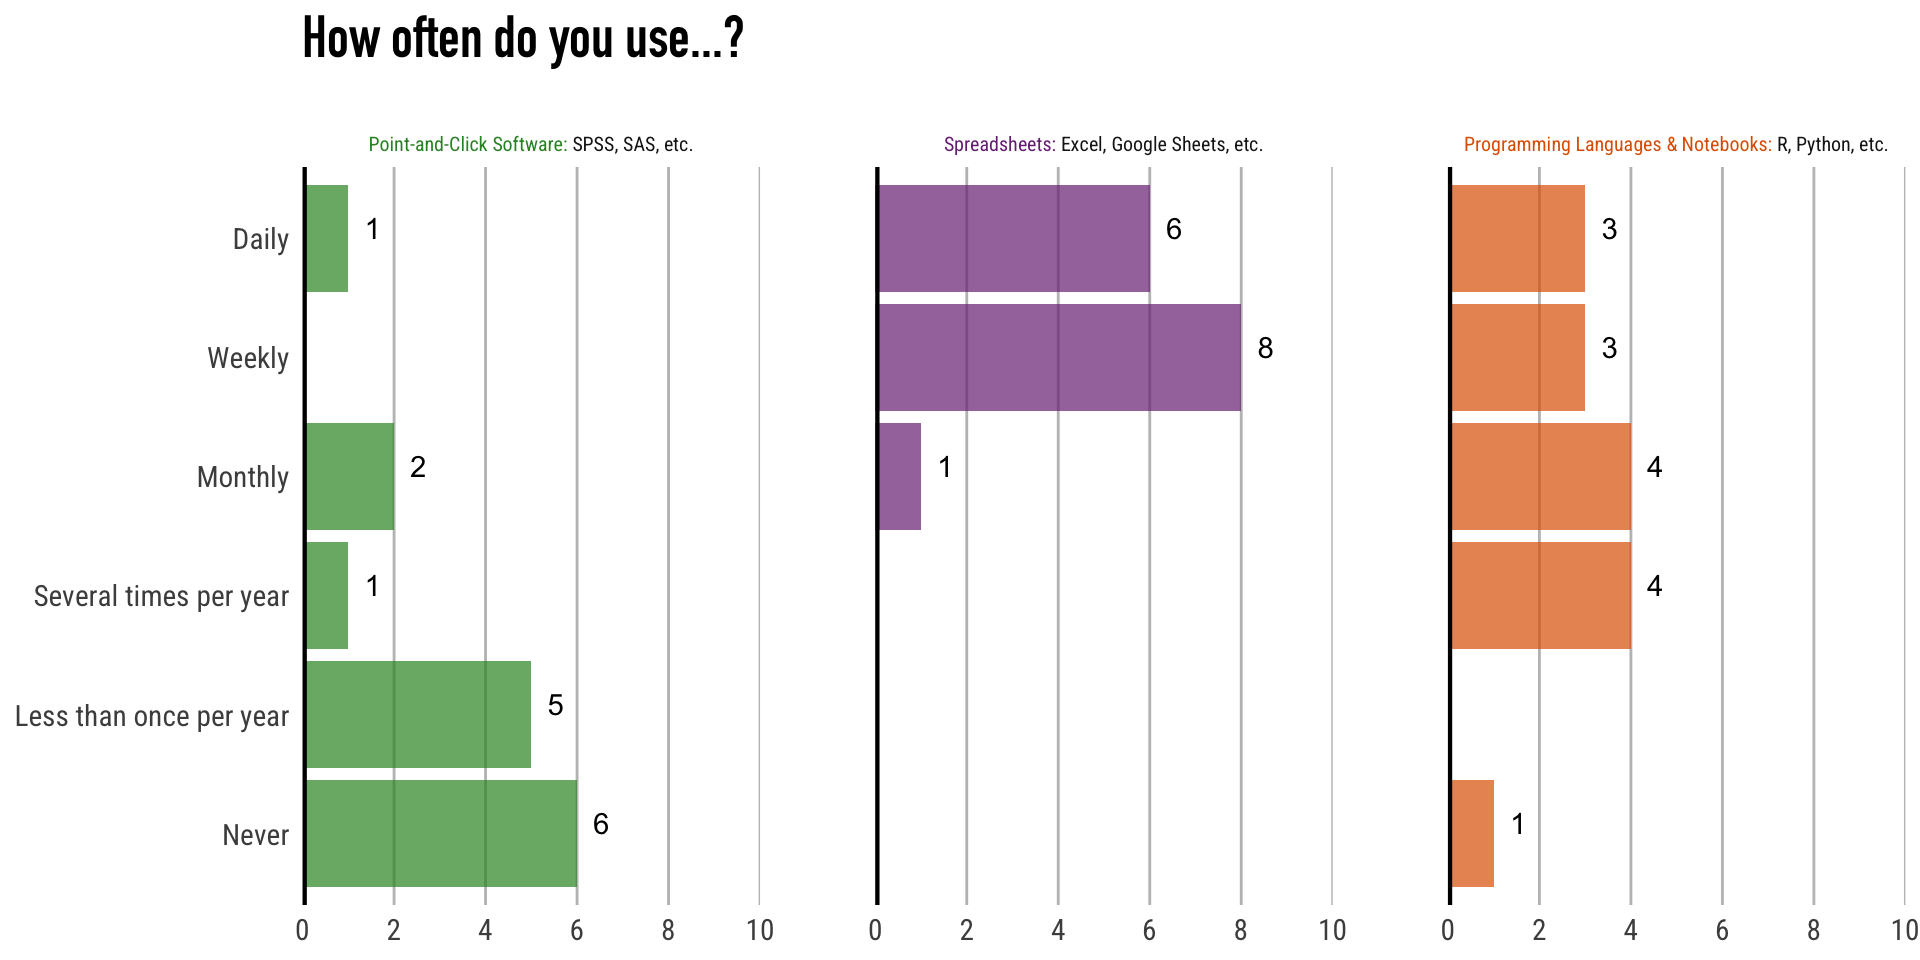 How often do you use...?
Point-and-Click Software: SPSS, SAS, etc.
Spreadsheets: Excel, Google Sheets, etc.
Programming Languages & Notebooks: R, Python, etc.
Daily
1
6
3
Weekly
8
3
Monthly
2
1
4
Several times per year
1
4
Less than once per year
5
Never
6
1
0 2 4 6 8 10
0 2 4 6 8 10
0 2 4 6 8 10